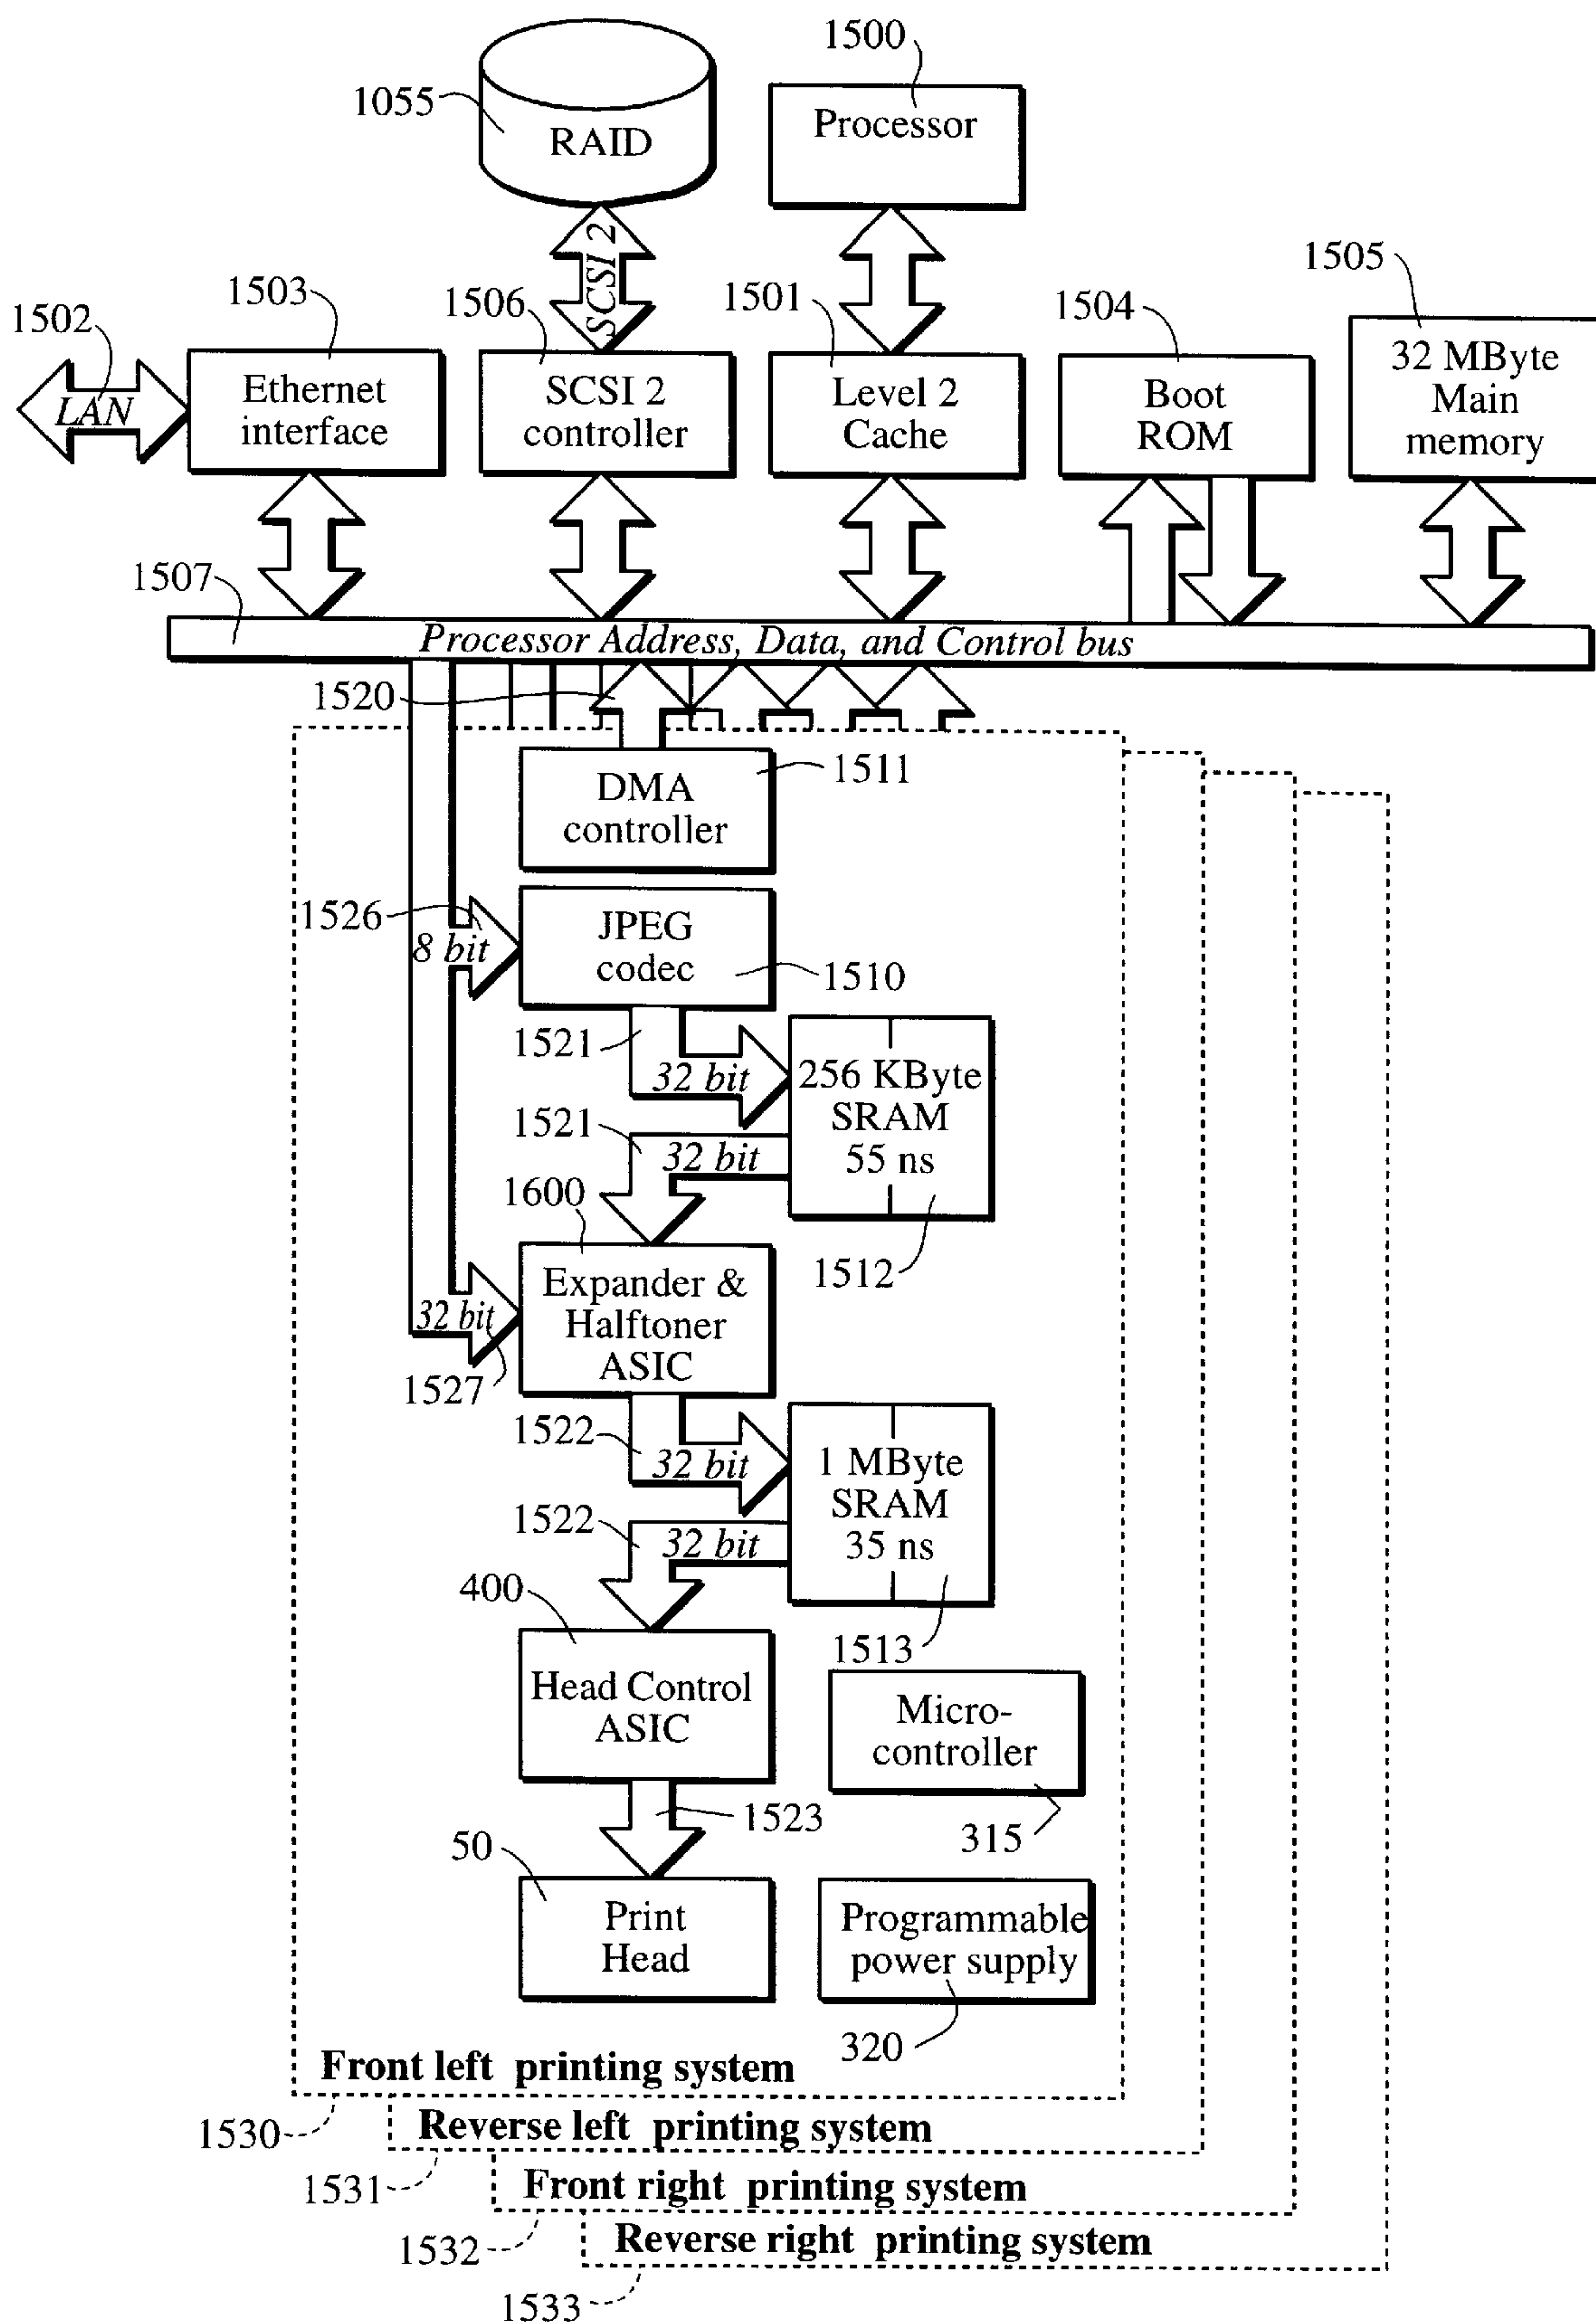 1500
1055
RAID
Processor
SCSI 2
1505
1503
1506
1501
1504
1502
LAN
Ethernet
interface
SCSI 2
controller
Level 2
Cache
Boot
ROM
32 MByte
Main
memory
1507
Processor Address, Data, and Control bus
1520
DMA
controller
1511
1526
8 bit
JPEG
codec
1510
1521
32 bit
256 KByte
SRAM
55 ns
1521
32 bit
1600
1512
Expander &
Halftoner
ASIC
32 bit
1527
1522
32 bit
1 MByte
SRAM
35 ns
1522
32 bit
400
1513
Head Control
ASIC
Micro-
controller
1523
315
50
Print
Head
Programmable
power supply
320
Front left printing system
1530
Reverse left printing system
1531
Front right printing system
1532
Reverse right printing system
1533